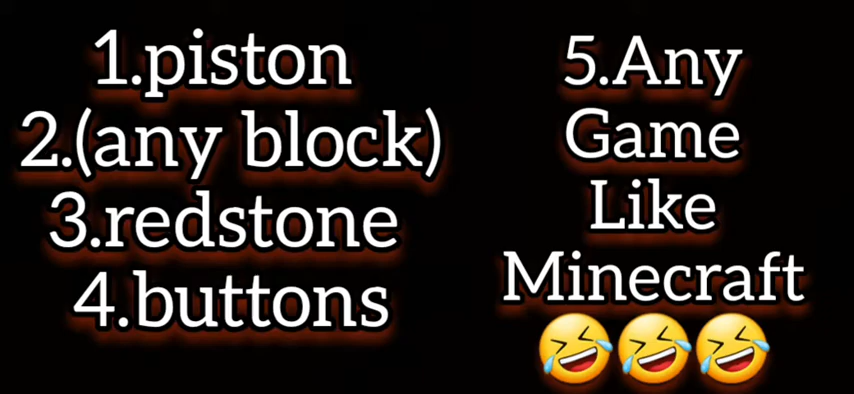 1.piston
2.(any block)
3.redstone
4.buttons
5.Any
Game
Like
Minecraft
🤣🤣🤣